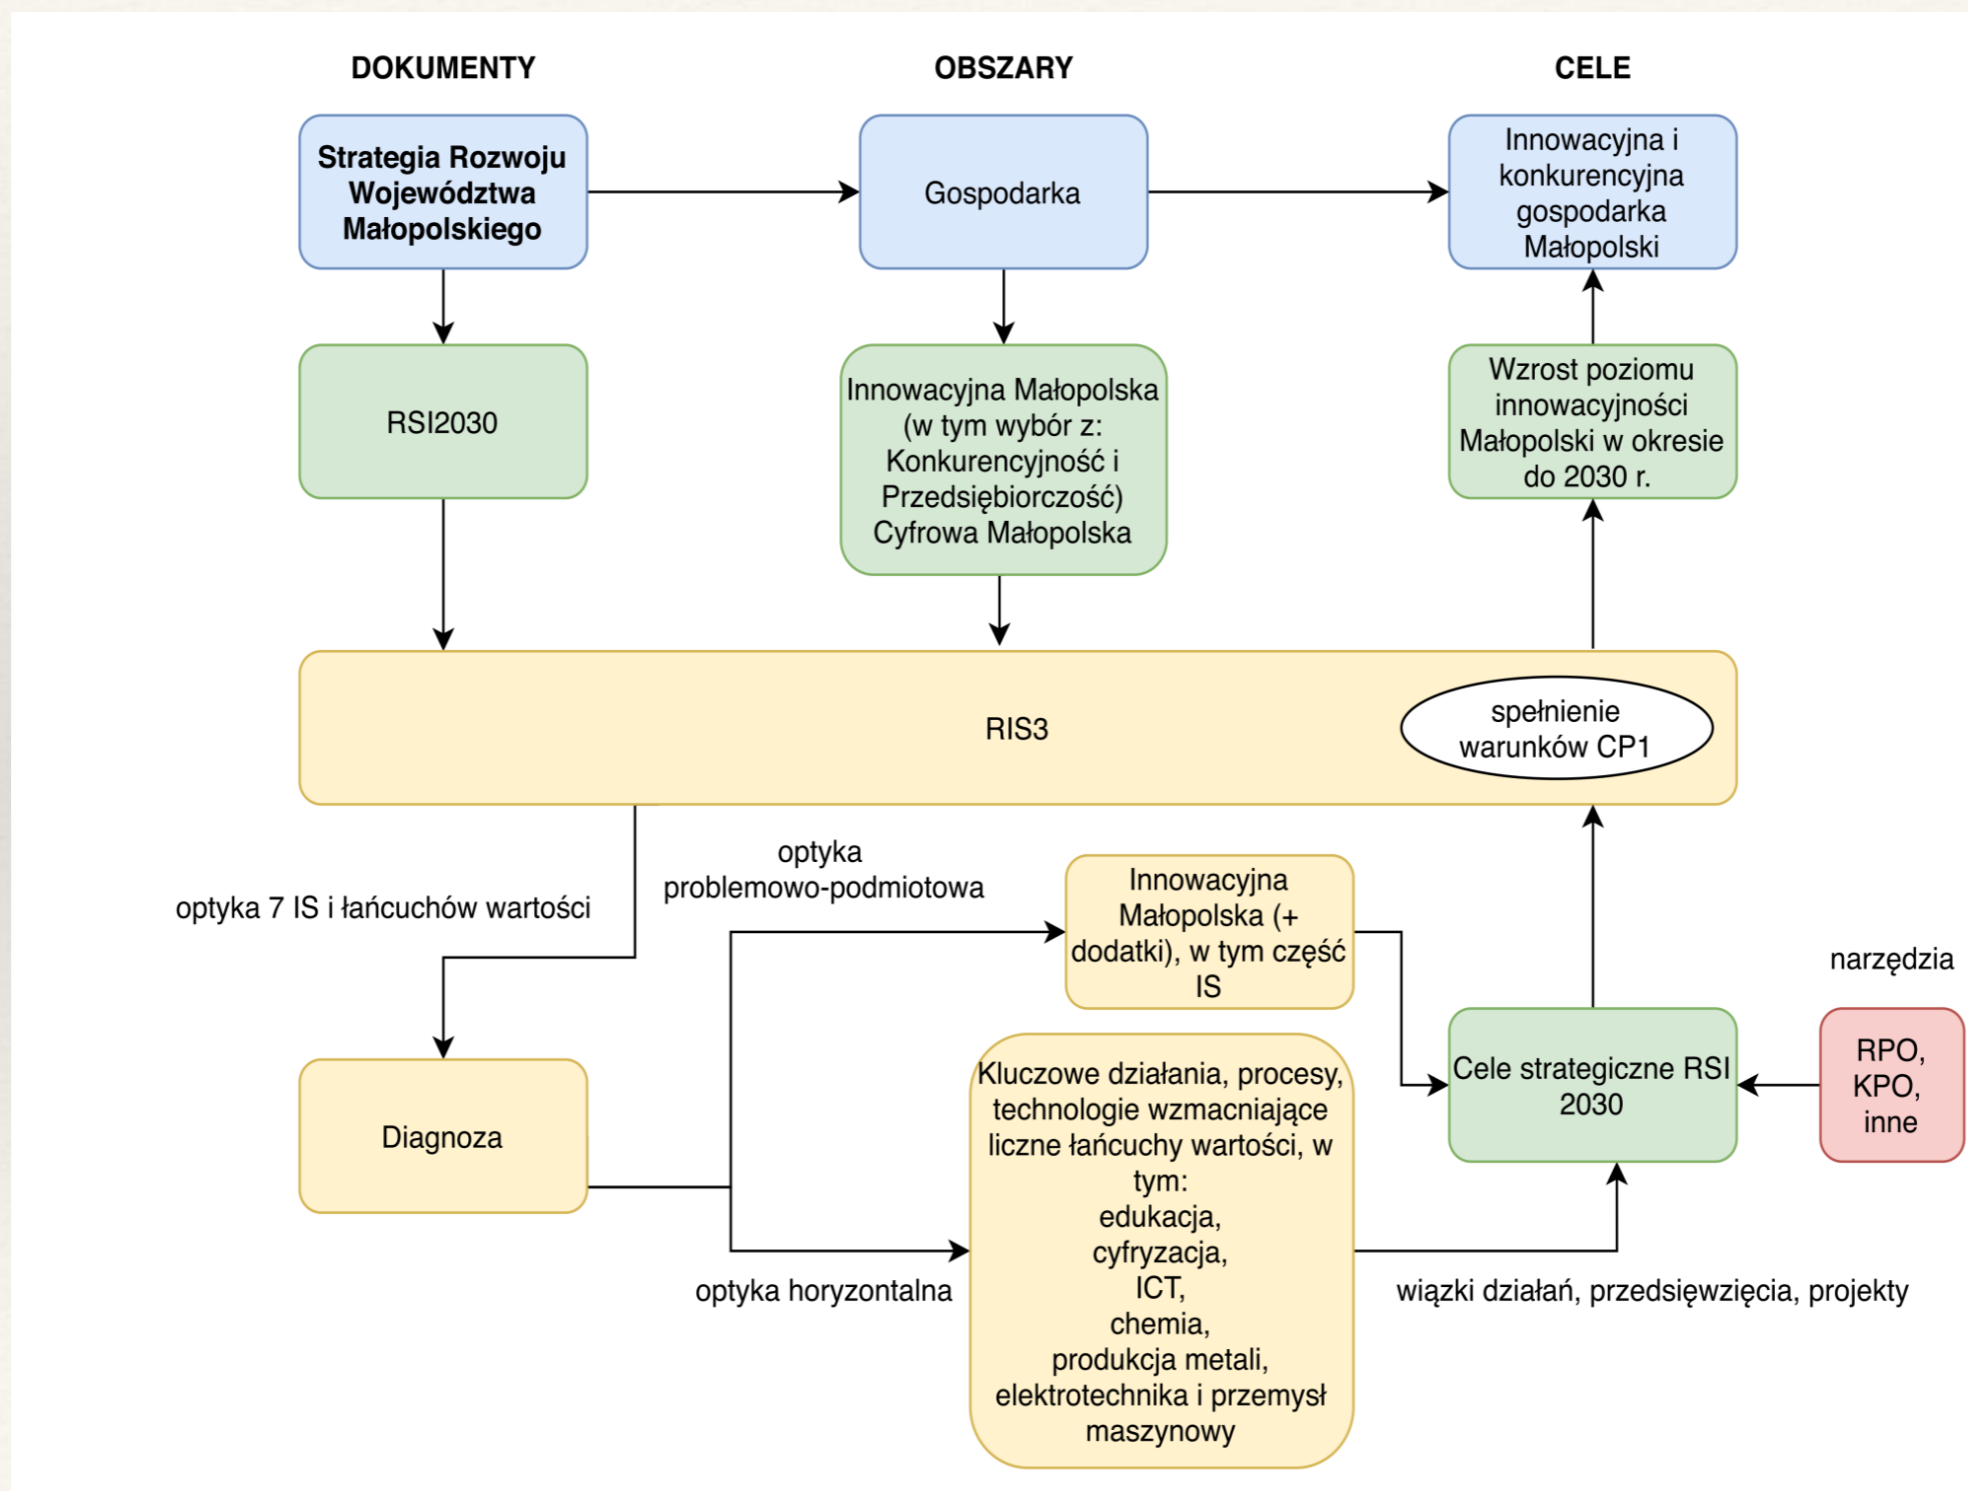 DOKUMENTY
OBSZARY
CELE
Strategia Rozwoju
Województwa
Małopolskiego
Gospodarka
Innowacyjna i
konkurencyjna
gospodarka
Małopolski
RSI2030
Innowacyjna Małopolska
(w tym wybór z:
Konkurencyjność i
Przedsiębiorczość)
Cyfrowa Małopolska
Wzrost poziomu
innowacyjności
Małopolski w okresie
do 2030 r.
RIS3
spełnienie
warunków CP1
optyka 7 IS i łańcuchów wartości
optyka
problemowo-podmiotowa
Innowacyjna
Małopolska (+
dodatki), w tym część
IS
narzędzia
Diagnoza
Kluczowe działania, procesy,
technologie wzmacniające
liczne łańcuchy wartości, w
tym:
edukacja,
cyfryzacja,
ICT,
chemia,
produkcja metali,
elektrotechnika i przemysł
maszynowy
Cele strategiczne RSI
2030
RPO,
KPO,
inne
optyka horyzontalna
wiązki działań, przedsięwzięcia, projekty